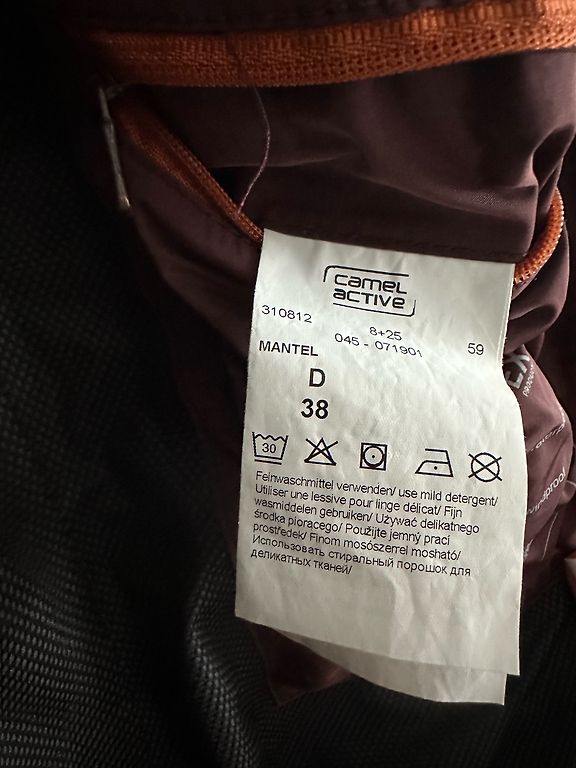 camel
active
310812
8+25
045 - 071901
59
MANTEL
D
38
30
Feinwaschmittel verwenden/ use mild detergent/
Utiliser une lessive pour linge délicat/ Fijn
wasmiddelen gebruiken/ Używać delikatnego
środka piorącego/ Použijte jemný prací
prostředek/ Finom mosószerrel mosható/
Использовать стиральный порошок для
деликатных тканей/
EX